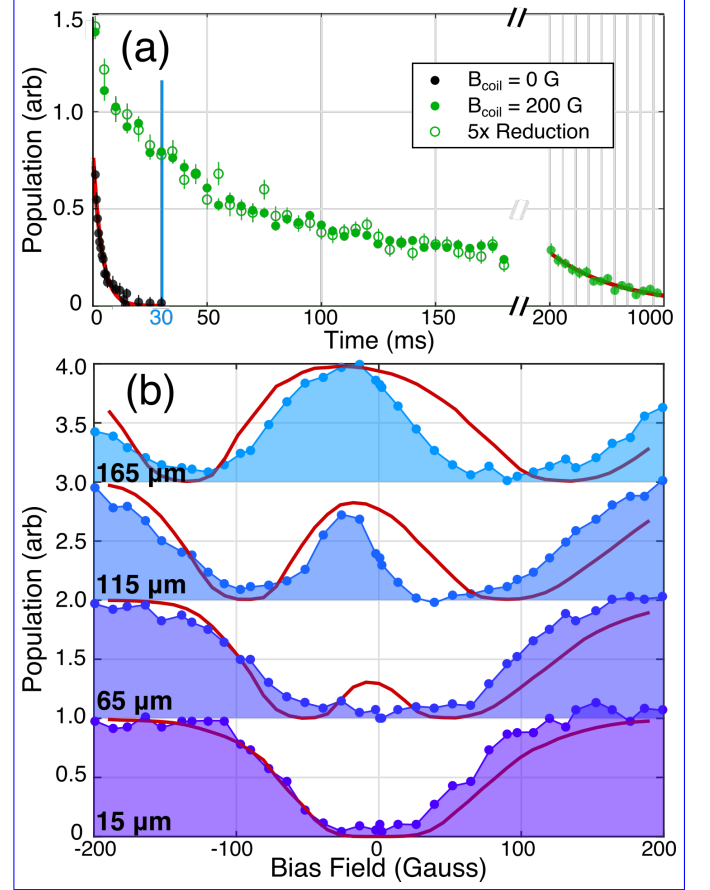 1.5
(a)
B_coil = 0 G
B_coil = 200 G
5x Reduction
1.0
0.5
0
Population (arb)
0 30 50 100 150 200 1000
Time (ms)
4.0
(b)
3.5
165 μm
3.0
2.5
115 μm
2.0
1.5
65 μm
1.0
0.5
15 μm
0
Population (arb)
-200 -100 0 100 200
Bias Field (Gauss)